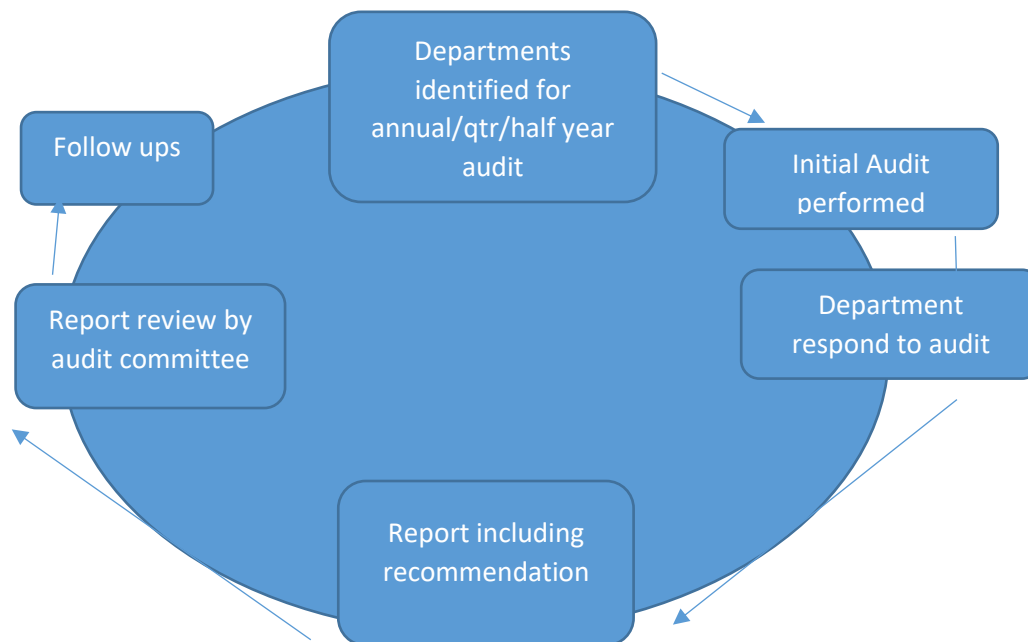 Departments
identified for
annual/qtr/half year
audit
Initial Audit
performed
Department
respond to audit
Report including
recommendation
Report review by
audit committee
Follow ups